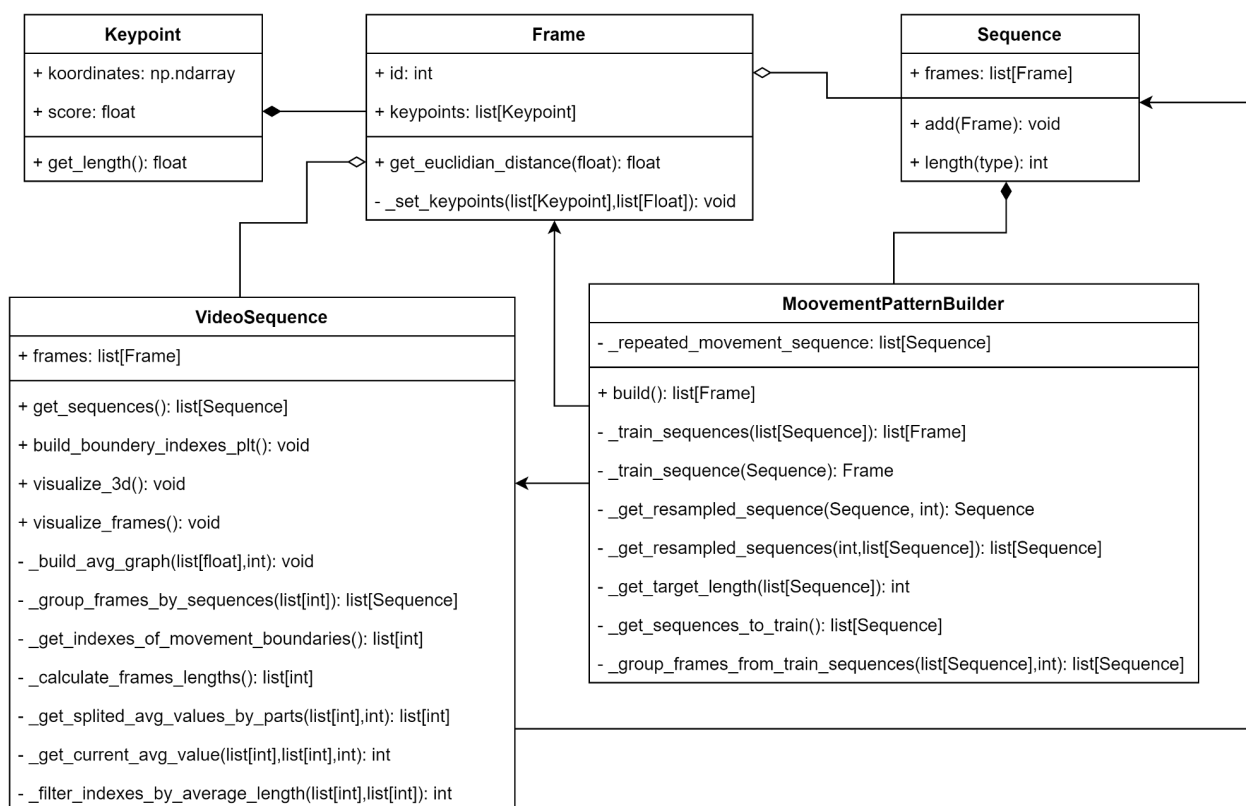 Keypoint
+ koordinates: np.ndarray
+ score: float
+ get_length(): float
Frame
+ id: int
+ keypoints: list[Keypoint]
+ get_euclidian_distance(float): float
- _set_keypoints(list[Keypoint],list[Float]): void
Sequence
+ frames: list[Frame]
+ add(Frame): void
+ length(type): int
VideoSequence
+ frames: list[Frame]
+ get_sequences(): list[Sequence]
+ build_boundery_indexes_plt(): void
+ visualize_3d(): void
+ visualize_frames(): void
- _build_avg_graph(list[float],int): void
- _group_frames_by_sequences(list[int]): list[Sequence]
- _get_indexes_of_movement_boundaries(): list[int]
- _calculate_frames_lengths(): list[int]
- _get_splited_avg_values_by_parts(list[int],int): list[int]
- _get_current_avg_value(list[int],list[int],int): int
- _filter_indexes_by_average_length(list[int],list[int]): int
MoovementPatternBuilder
- _repeated_movement_sequence: list[Sequence]
+ build(): list[Frame]
- _train_sequences(list[Sequence]): list[Frame]
- _train_sequence(Sequence): Frame
- _get_resampled_sequence(Sequence, int): Sequence
- _get_resampled_sequences(int,list[Sequence]): list[Sequence]
- _get_target_length(list[Sequence]): int
- _get_sequences_to_train(): list[Sequence]
- _group_frames_from_train_sequences(list[Sequence],int): list[Sequence]